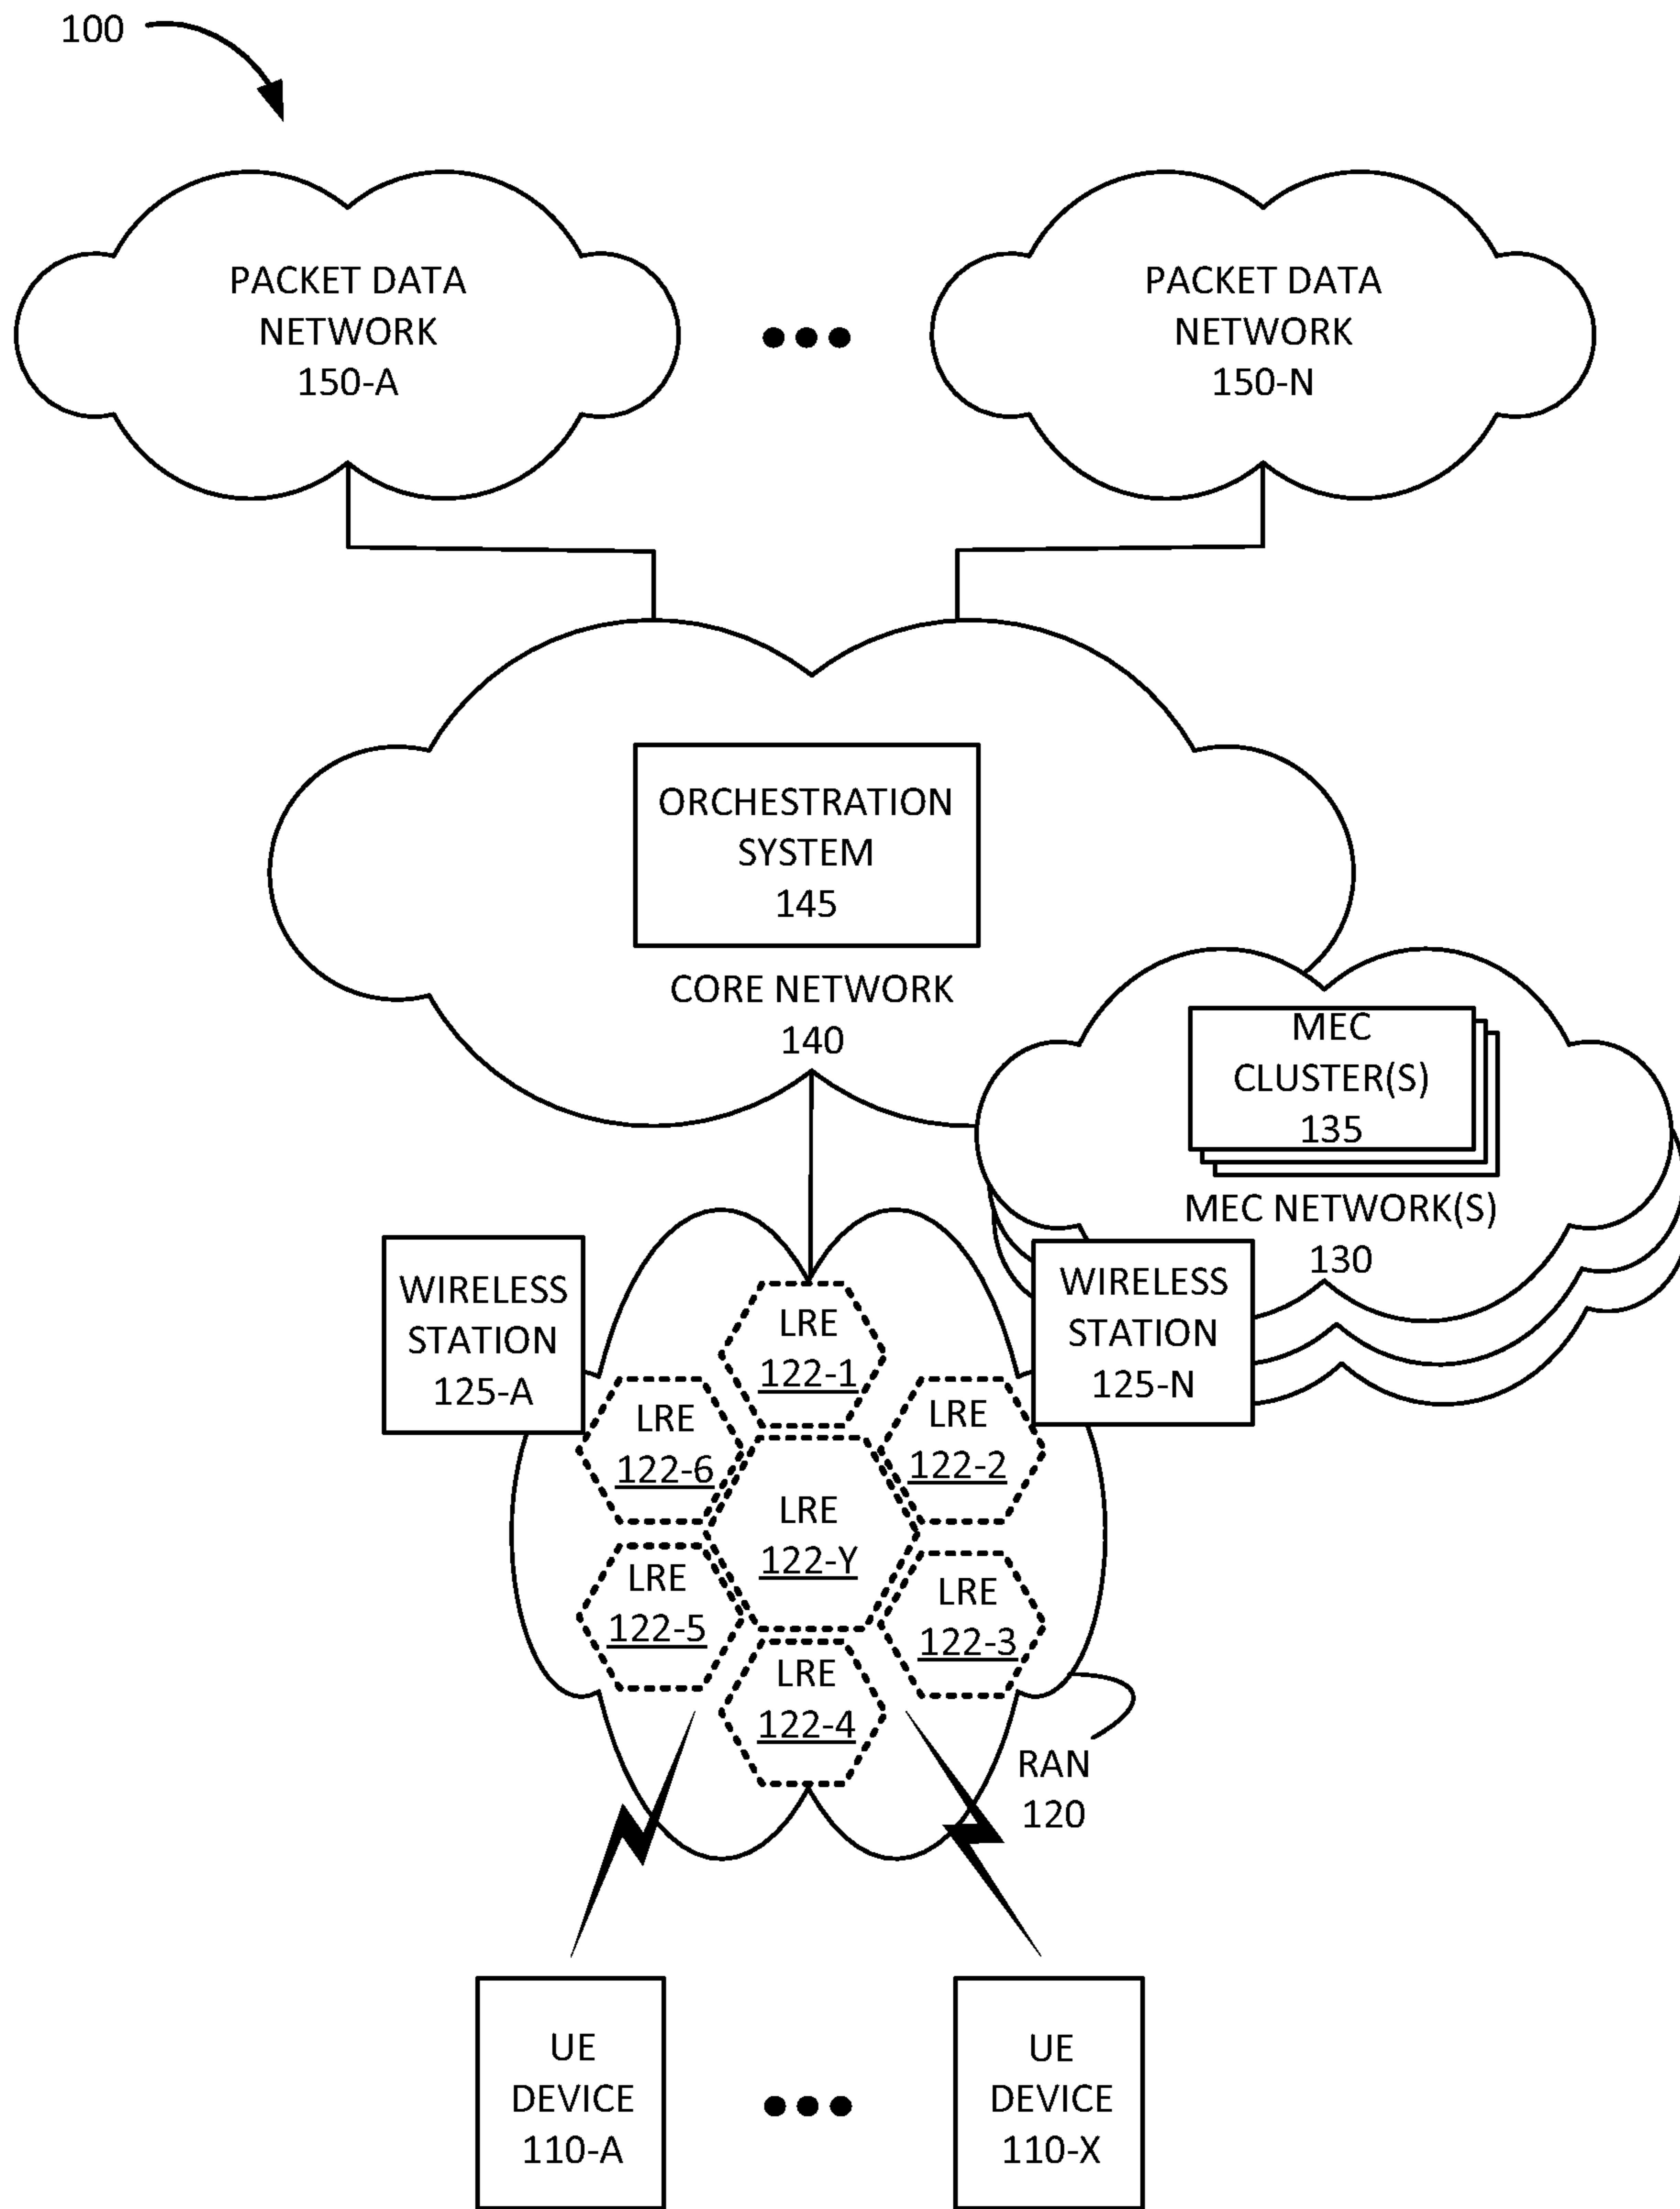 100
PACKET DATA
NETWORK
150-A
PACKET DATA
NETWORK
150-N
ORCHESTRATION
SYSTEM
145
CORE NETWORK
140
MEC
CLUSTER(S)
135
MEC NETWORK(S)
130
WIRELESS
STATION
125-A
WIRELESS
STATION
125-N
LRE
122-1
LRE
122-6
LRE
122-2
LRE
122-Y
LRE
122-5
LRE
122-3
LRE
122-4
RAN
120
UE
DEVICE
110-A
UE
DEVICE
110-X